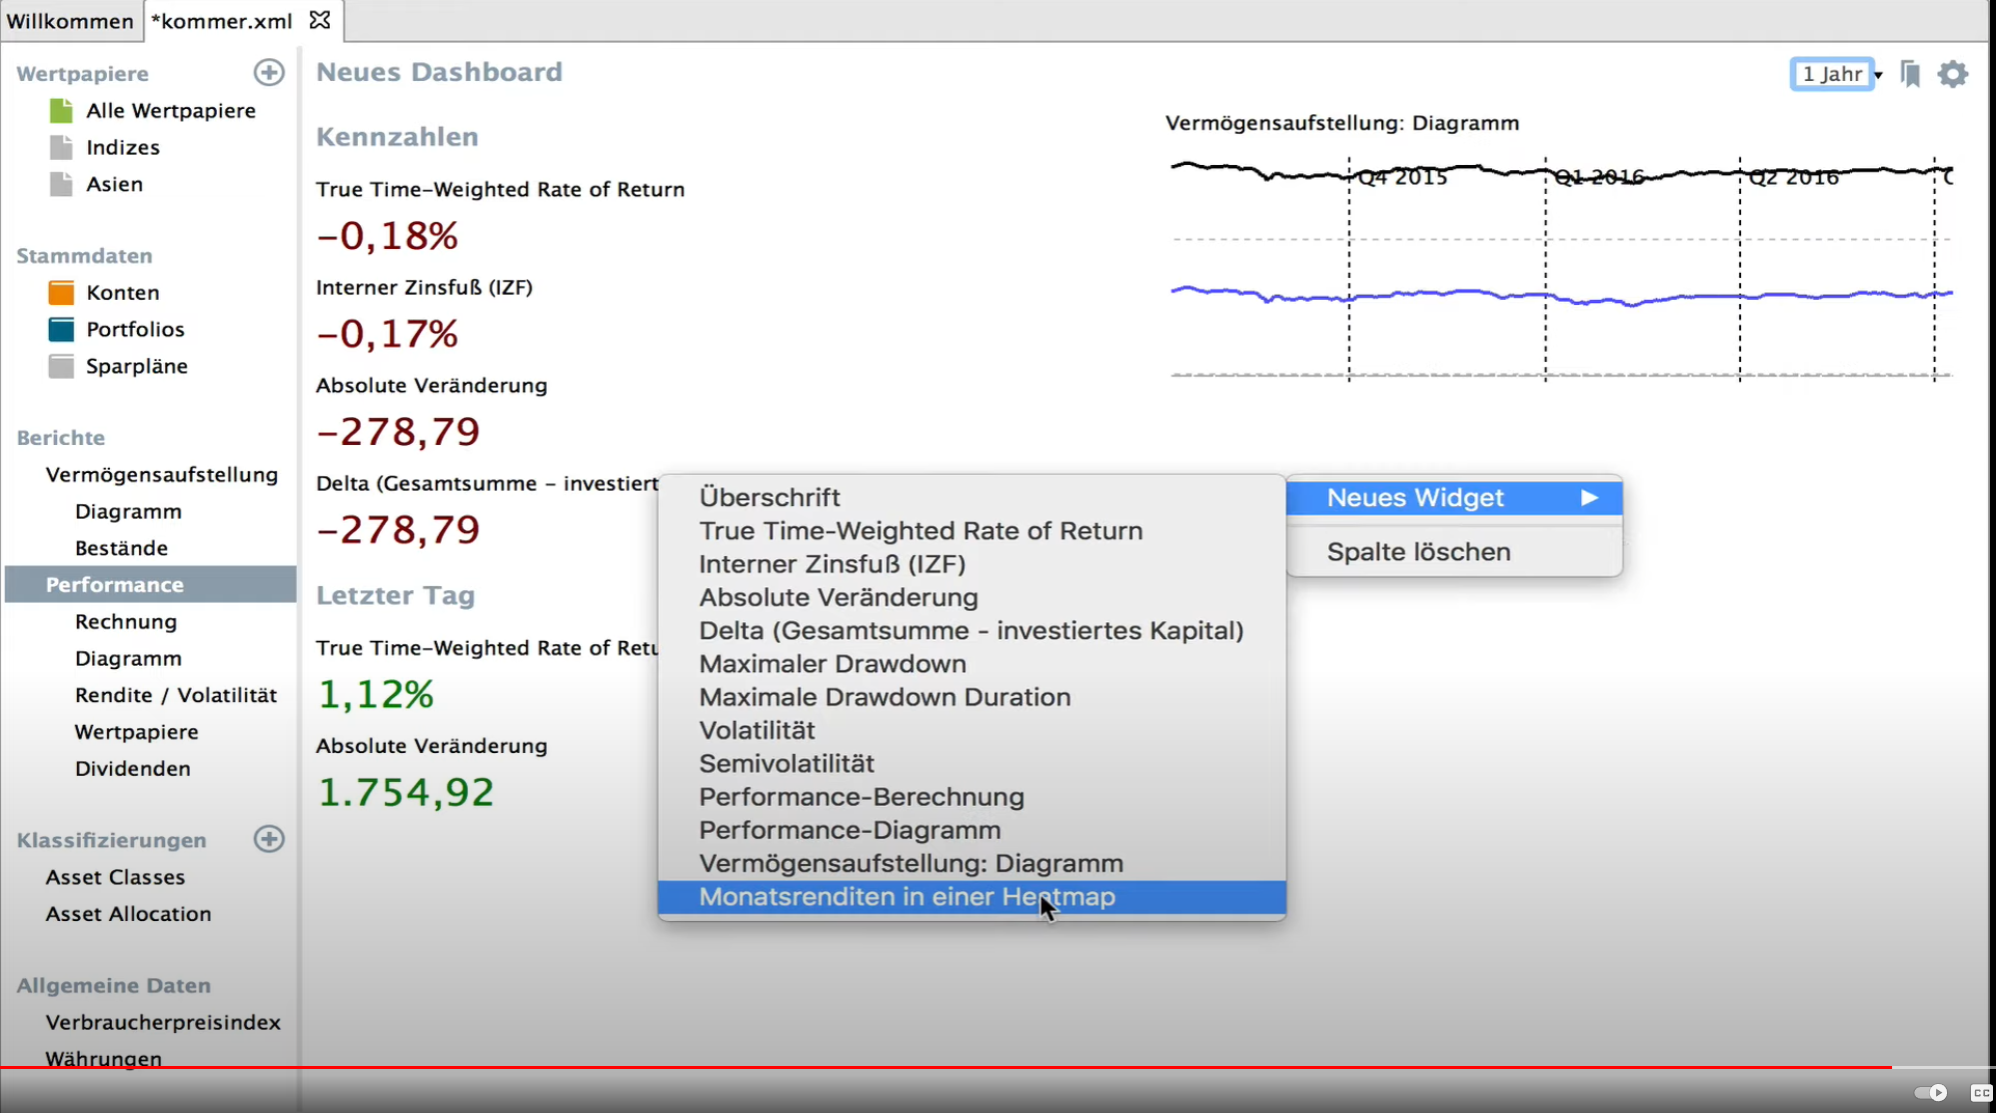 Willkommen
*kommer.xml
Wertpapiere
Alle Wertpapiere
Indizes
Asien
Stammdaten
Konten
Portfolios
Sparpläne
Berichte
Vermögensaufstellung
Diagramm
Bestände
Performance
Rechnung
Diagramm
Rendite / Volatilität
Wertpapiere
Dividenden
Klassifizierungen
Asset Classes
Asset Allocation
Allgemeine Daten
Verbraucherpreisindex
Währungen
Neues Dashboard
1 Jahr
Kennzahlen
True Time-Weighted Rate of Return
-0,18%
Interner Zinsfuß (IZF)
-0,17%
Absolute Veränderung
-278,79
Delta (Gesamtsumme - investiert
-278,79
Letzter Tag
True Time-Weighted Rate of Retu
1,12%
Absolute Veränderung
1.754,92
Vermögensaufstellung: Diagramm
Q4 2015
Q1 2016
Q2 2016
Neues Widget
Spalte löschen
Überschrift
True Time-Weighted Rate of Return
Interner Zinsfuß (IZF)
Absolute Veränderung
Delta (Gesamtsumme - investiertes Kapital)
Maximaler Drawdown
Maximale Drawdown Duration
Volatilität
Semivolatilität
Performance-Berechnung
Performance-Diagramm
Vermögensaufstellung: Diagramm
Monatsrenditen in einer Heatmap
CC